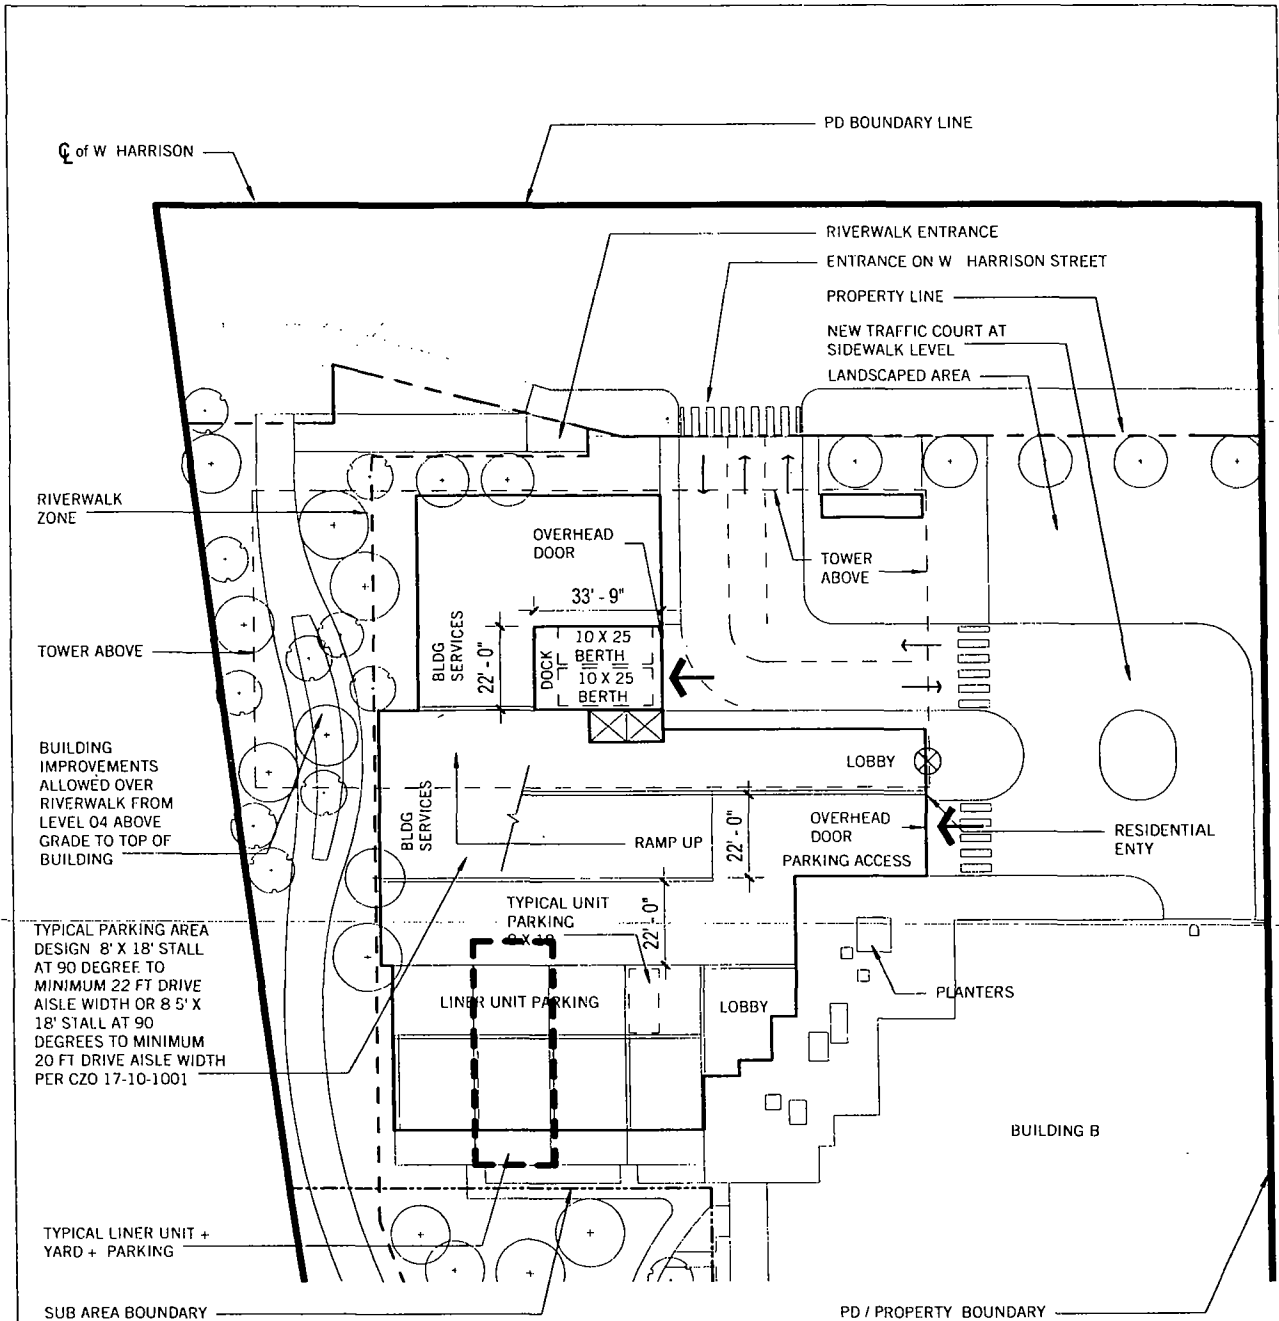 PD BOUNDARY LINE
℄ of W HARRISON
RIVERWALK ENTRANCE
ENTRANCE ON W HARRISON STREET
PROPERTY LINE
NEW TRAFFIC COURT AT
SIDEWALK LEVEL
LANDSCAPED AREA
RIVERWALK
ZONE
OVERHEAD
DOOR
TOWER
ABOVE
33' - 9"
BLDG
SERVICES
22' - 0"
DOCK
10 X 25
BERTH
10 X 25
BERTH
TOWER ABOVE
BUILDING
IMPROVEMENTS
ALLOWED OVER
RIVERWALK FROM
LEVEL 04 ABOVE
GRADE TO TOP OF
BUILDING
LOBBY
BLDG
SERVICES
RAMP UP
22' - 0"
OVERHEAD
DOOR
PARKING ACCESS
RESIDENTIAL
ENTY
TYPICAL UNIT
PARKING
22' - 0"
TYPICAL PARKING AREA
DESIGN 8' X 18' STALL
AT 90 DEGREE TO
MINIMUM 22 FT DRIVE
AISLE WIDTH OR 8 5' X
18' STALL AT 90
DEGREES TO MINIMUM
20 FT DRIVE AISLE WIDTH
PER CZO 17-10-1001
LINER UNIT PARKING
LOBBY
PLANTERS
BUILDING B
TYPICAL LINER UNIT +
YARD + PARKING
SUB AREA BOUNDARY
PD / PROPERTY BOUNDARY